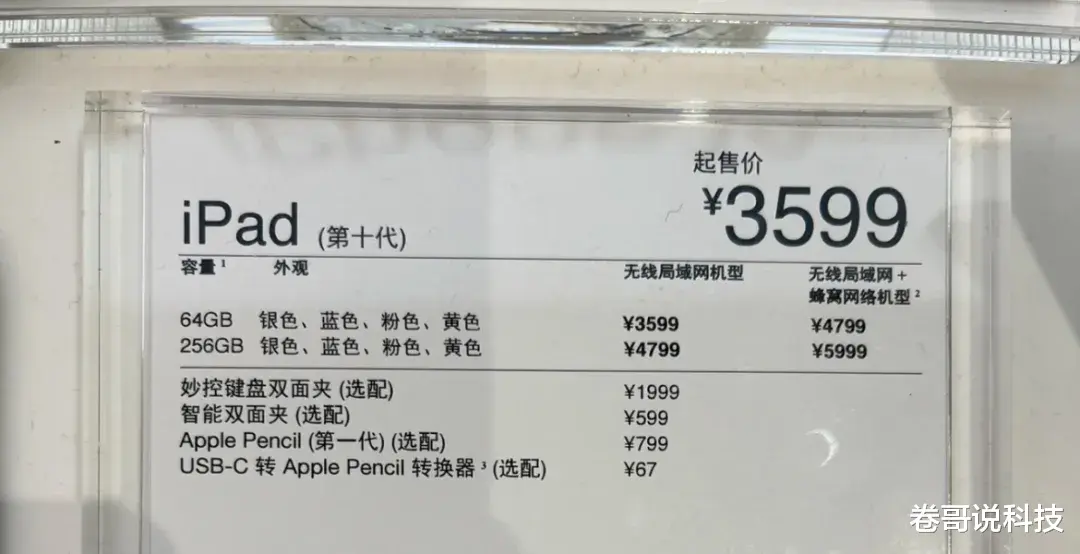 起售价
¥3599
iPad (第十代)
容量¹ 外观 无线局域网机型 无线局域网 +
蜂窝网络机型²
64GB 银色、蓝色、粉色、黄色 ¥3599 ¥4799
256GB 银色、蓝色、粉色、黄色 ¥4799 ¥5999
妙控键盘双面夹 (选配) ¥1999
智能双面夹 (选配) ¥599
Apple Pencil (第一代) (选配) ¥799
USB-C 转 Apple Pencil 转换器³ (选配) ¥67
卷哥说科技